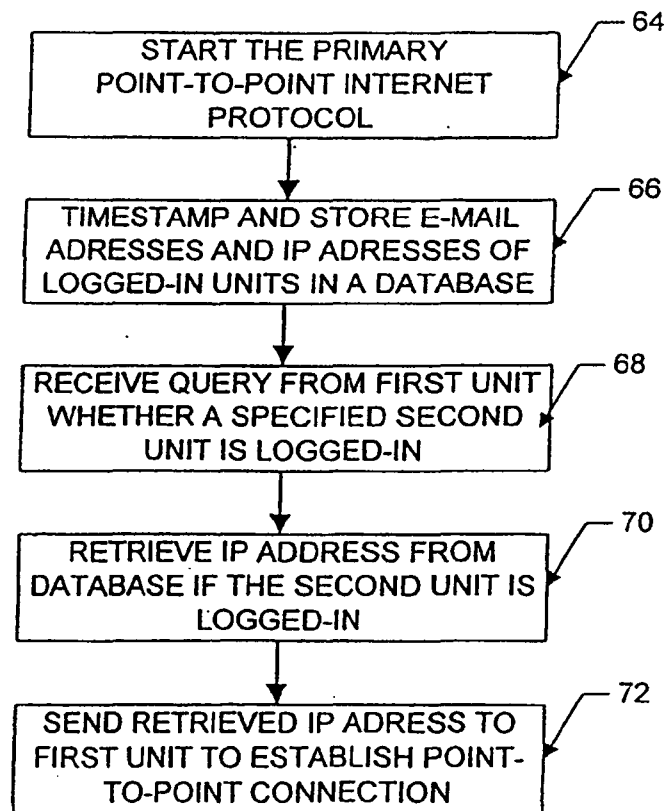 64
START THE PRIMARY
POINT-TO-POINT INTERNET
PROTOCOL
66
TIMESTAMP AND STORE E-MAIL
ADRESSES AND IP ADRESSES OF
LOGGED-IN UNITS IN A DATABASE
68
RECEIVE QUERY FROM FIRST UNIT
WHETHER A SPECIFIED SECOND
UNIT IS LOGGED-IN
70
RETRIEVE IP ADDRESS FROM
DATABASE IF THE SECOND UNIT IS
LOGGED-IN
72
SEND RETRIEVED IP ADRESS TO
FIRST UNIT TO ESTABLISH POINT-
TO-POINT CONNECTION